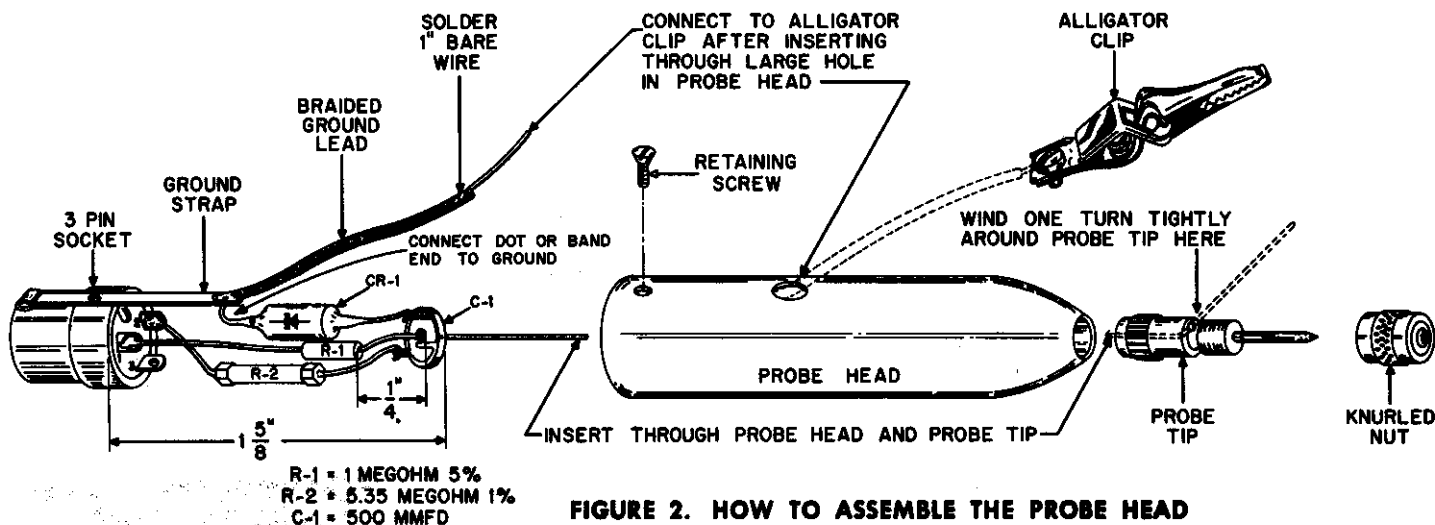 SOLDER
1" BARE
WIRE
CONNECT TO ALLIGATOR
CLIP AFTER INSERTING
THROUGH LARGE HOLE
IN PROBE HEAD
ALLIGATOR
CLIP
BRAIDED
GROUND
LEAD
RETAINING
SCREW
GROUND
STRAP
3 PIN
SOCKET
CONNECT DOT OR BAND
END TO GROUND
WIND ONE TURN TIGHTLY
AROUND PROBE TIP HERE
CR-1
C-1
R-1
R-2
1"
4
PROBE HEAD
1 5"
8
INSERT THROUGH PROBE HEAD AND PROBE TIP
PROBE
TIP
KNURLED
NUT
R-1 = 1 MEGOHM 5%
R-2 = 5.35 MEGOHM 1%
C-1 = 500 MMFD
FIGURE 2. HOW TO ASSEMBLE THE PROBE HEAD